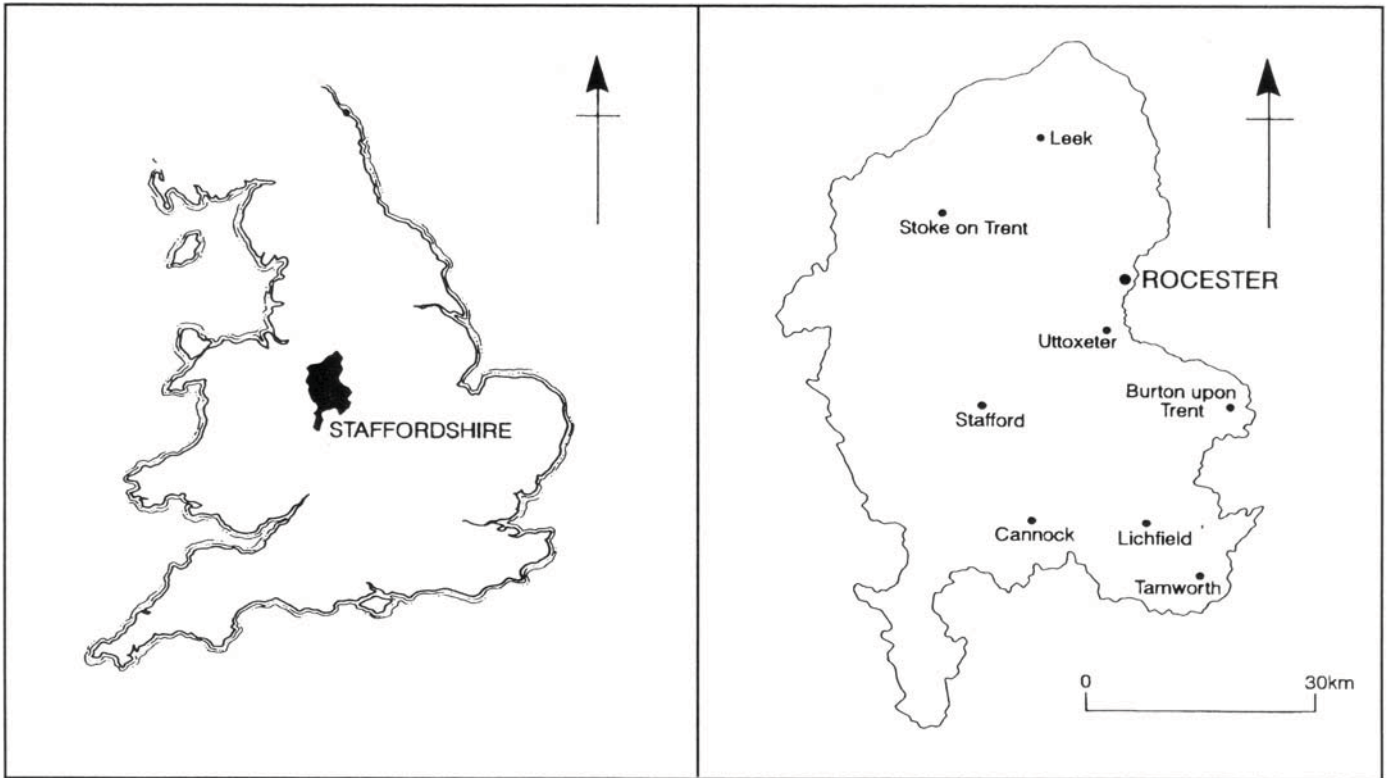 STAFFORDSHIRE
Leek
Stoke on Trent
ROCESTER
Uttoxeter
Burton upon
Trent
Stafford
Cannock
Lichfield
Tamworth
0
30km